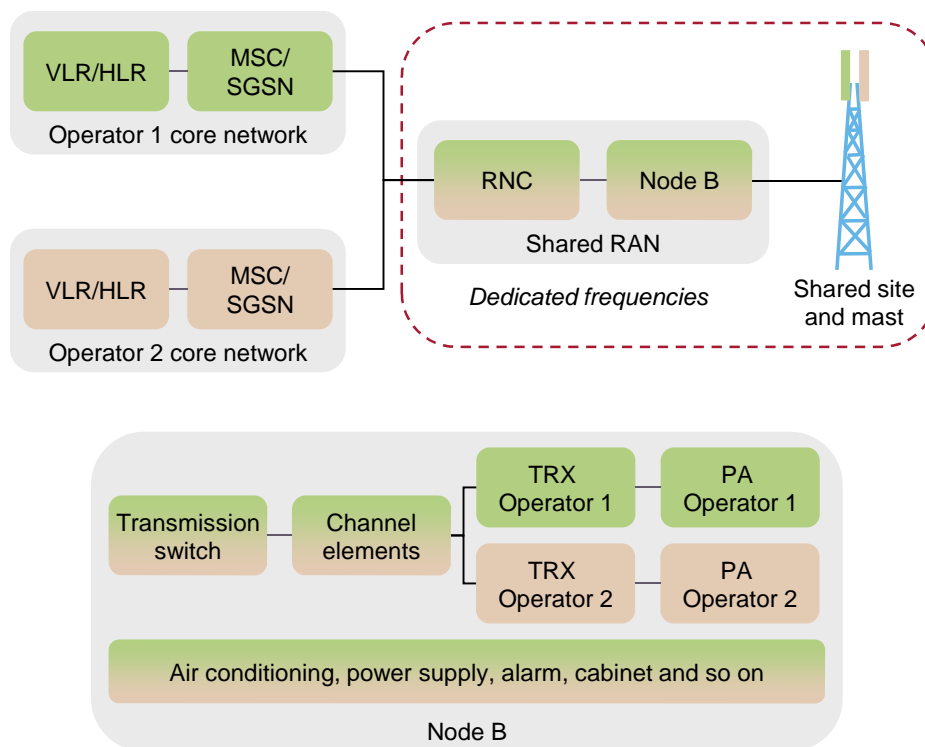 VLR/HLR
MSC/
SGSN
Operator 1 core network
VLR/HLR
MSC/
SGSN
Operator 2 core network
RNC
Node B
Shared RAN
Dedicated frequencies
Shared site
and mast
Transmission
switch
Channel
elements
TRX
Operator 1
PA
Operator 1
TRX
Operator 2
PA
Operator 2
Air conditioning, power supply, alarm, cabinet and so on
Node B